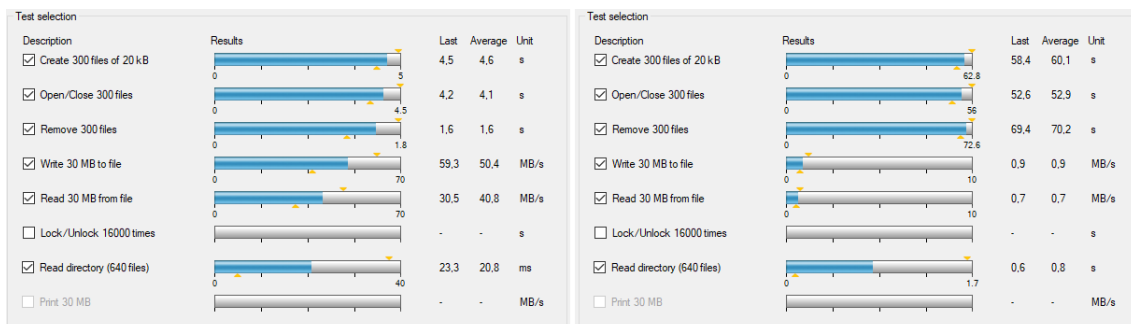 Test selection
Description Results Last Average Unit
Create 300 files of 20 kB 4,5 4,6 s
0 5
Open/Close 300 files 4,2 4,1 s
0 4.5
Remove 300 files 1,6 1,6 s
0 1.8
Write 30 MB to file 59,3 50,4 MB/s
0 70
Read 30 MB from file 30,5 40,8 MB/s
0 70
Lock/Unlock 16000 times - - s
Read directory (640 files) 23,3 20,8 ms
0 40
Print 30 MB - - MB/s
Test selection
Description Results Last Average Unit
Create 300 files of 20 kB 58,4 60,1 s
0 62.8
Open/Close 300 files 52,6 52,9 s
0 56
Remove 300 files 69,4 70,2 s
0 72.6
Write 30 MB to file 0,9 0,9 MB/s
0 10
Read 30 MB from file 0,7 0,7 MB/s
0 10
Lock/Unlock 16000 times - - s
Read directory (640 files) 0,6 0,8 s
0 1.7
Print 30 MB - - MB/s